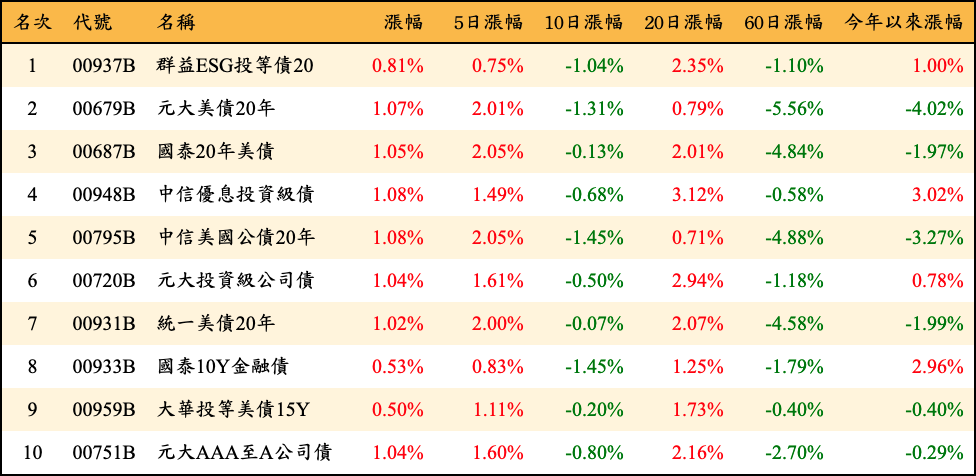 名次 代號 名稱 漲幅 5日漲幅 10日漲幅 20日漲幅 60日漲幅 今年以來漲幅
1 00937B 群益ESG投等債20 0.81% 0.75% -1.04% 2.35% -1.10% 1.00%
2 00679B 元大美債20年 1.07% 2.01% -1.31% 0.79% -5.56% -4.02%
3 00687B 國泰20年美債 1.05% 2.05% -0.13% 2.01% -4.84% -1.97%
4 00948B 中信優息投資級債 1.08% 1.49% -0.68% 3.12% -0.58% 3.02%
5 00795B 中信美國公債20年 1.08% 2.05% -1.45% 0.71% -4.88% -3.27%
6 00720B 元大投資級公司債 1.04% 1.61% -0.50% 2.94% -1.18% 0.78%
7 00931B 統一美債20年 1.02% 2.00% -0.07% 2.07% -4.58% -1.99%
8 00933B 國泰10Y金融債 0.53% 0.83% -1.45% 1.25% -1.79% 2.96%
9 00959B 大華投等美債15Y 0.50% 1.11% -0.20% 1.73% -0.40% -0.40%
10 00751B 元大AAA至A公司債 1.04% 1.60% -0.80% 2.16% -2.70% -0.29%